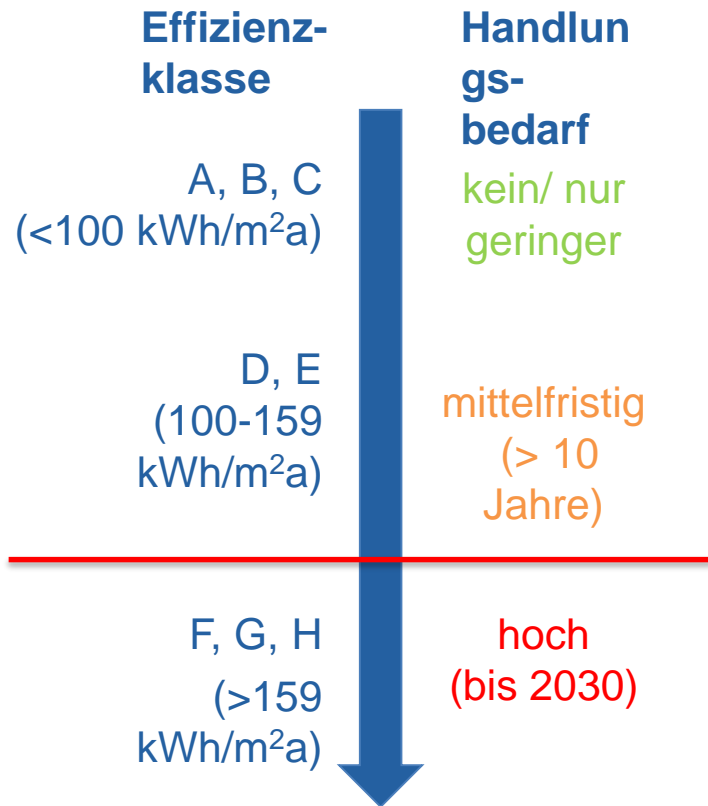 Effizienz-
klasse
Handlun
gs-
bedarf
A, B, C
(<100 kWh/m²a)
kein/ nur
geringer
D, E
(100-159
kWh/m²a)
mittelfristig
(> 10
Jahre)
F, G, H
(>159
kWh/m²a)
hoch
(bis 2030)